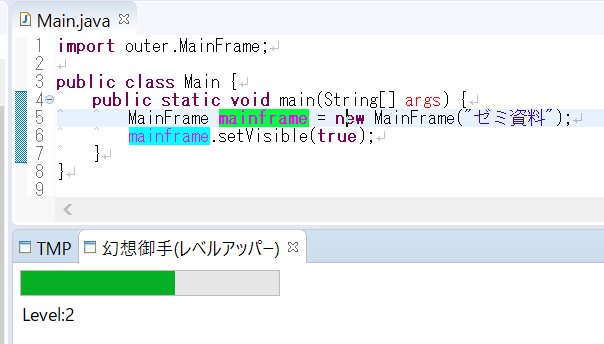 Main.java
1 import outer.MainFrame;
2
3 public class Main {
4 public static void main(String[] args) {
5 MainFrame mainframe = new MainFrame("ゼミ資料");
6 mainframe.setVisible(true);
7 }
8 }
9
TMP 幻想御手(レベルアッパー)
Level:2